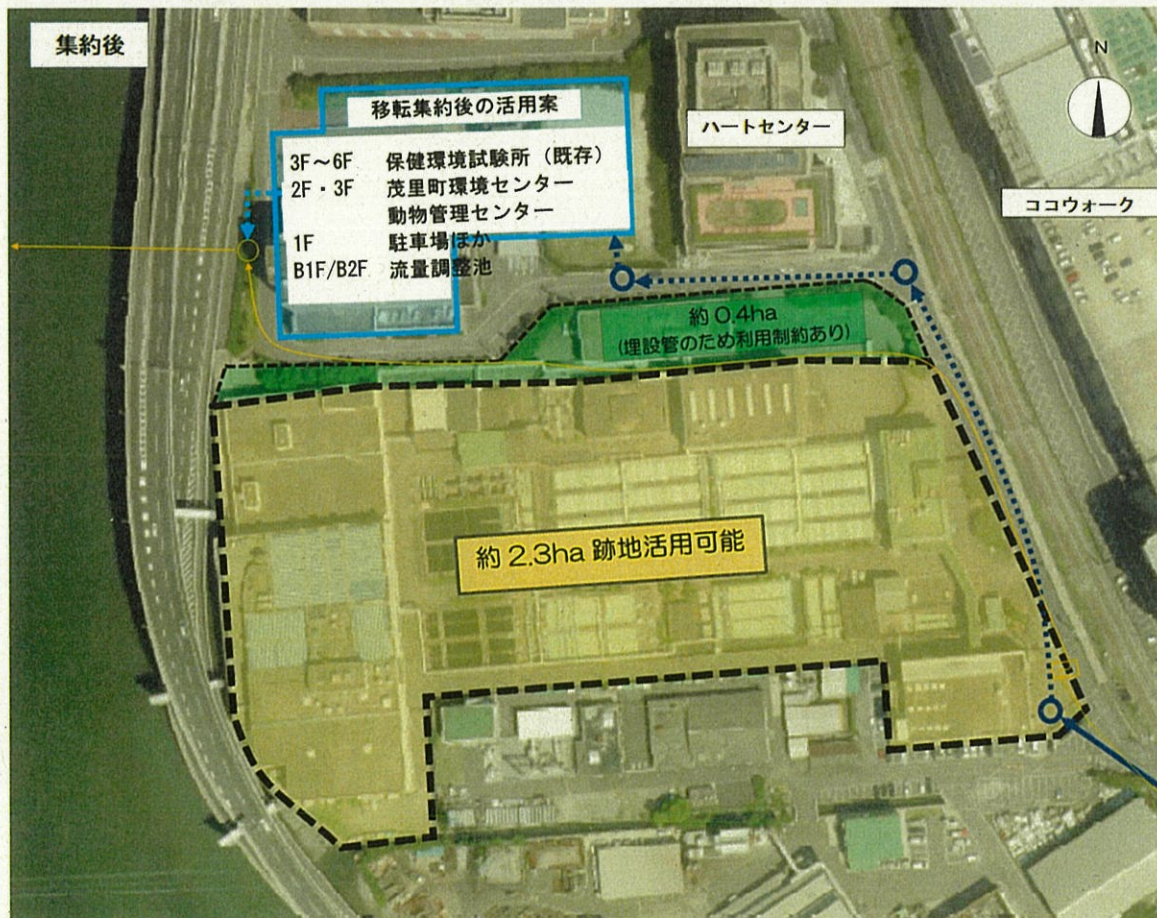 集約後
N
移転集約後の活用案
3F～6F 保健環境試験所（既存）
2F・3F 茂里町環境センター
動物管理センター
1F 駐車場ほか
B1F/B2F 流量調整池
ハートセンター
ココウォーク
約 0.4ha
(埋設管のため利用制約あり)
約 2.3ha 跡地活用可能